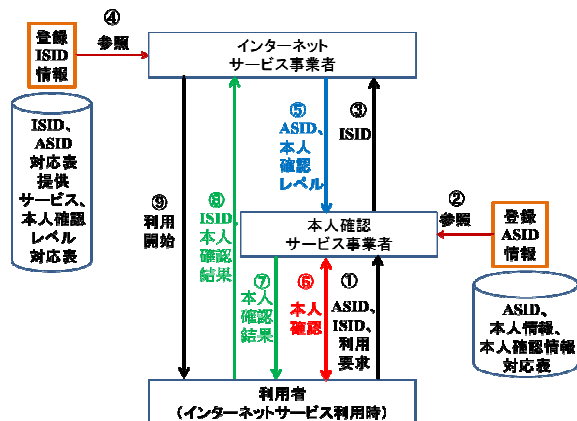 ④
登録
ISID
情報
参照
インターネット
サービス事業者
ISID、
ASID
対応表
提供
サービス、
本人確認
レベル
対応表
⑨
利用
開始
⑧
ISID、
本人
確認
結果
⑤
ASID、
本人
確認
レベル
③
ISID
②
参照
登録
ASID
情報
本人確認
サービス事業者
⑦
本人
確認
結果
⑥
本人
確認
①
ASID、
ISID、
利用
要求
ASID、
本人情報、
本人確認情報
対応表
利用者
（インターネットサービス利用時）